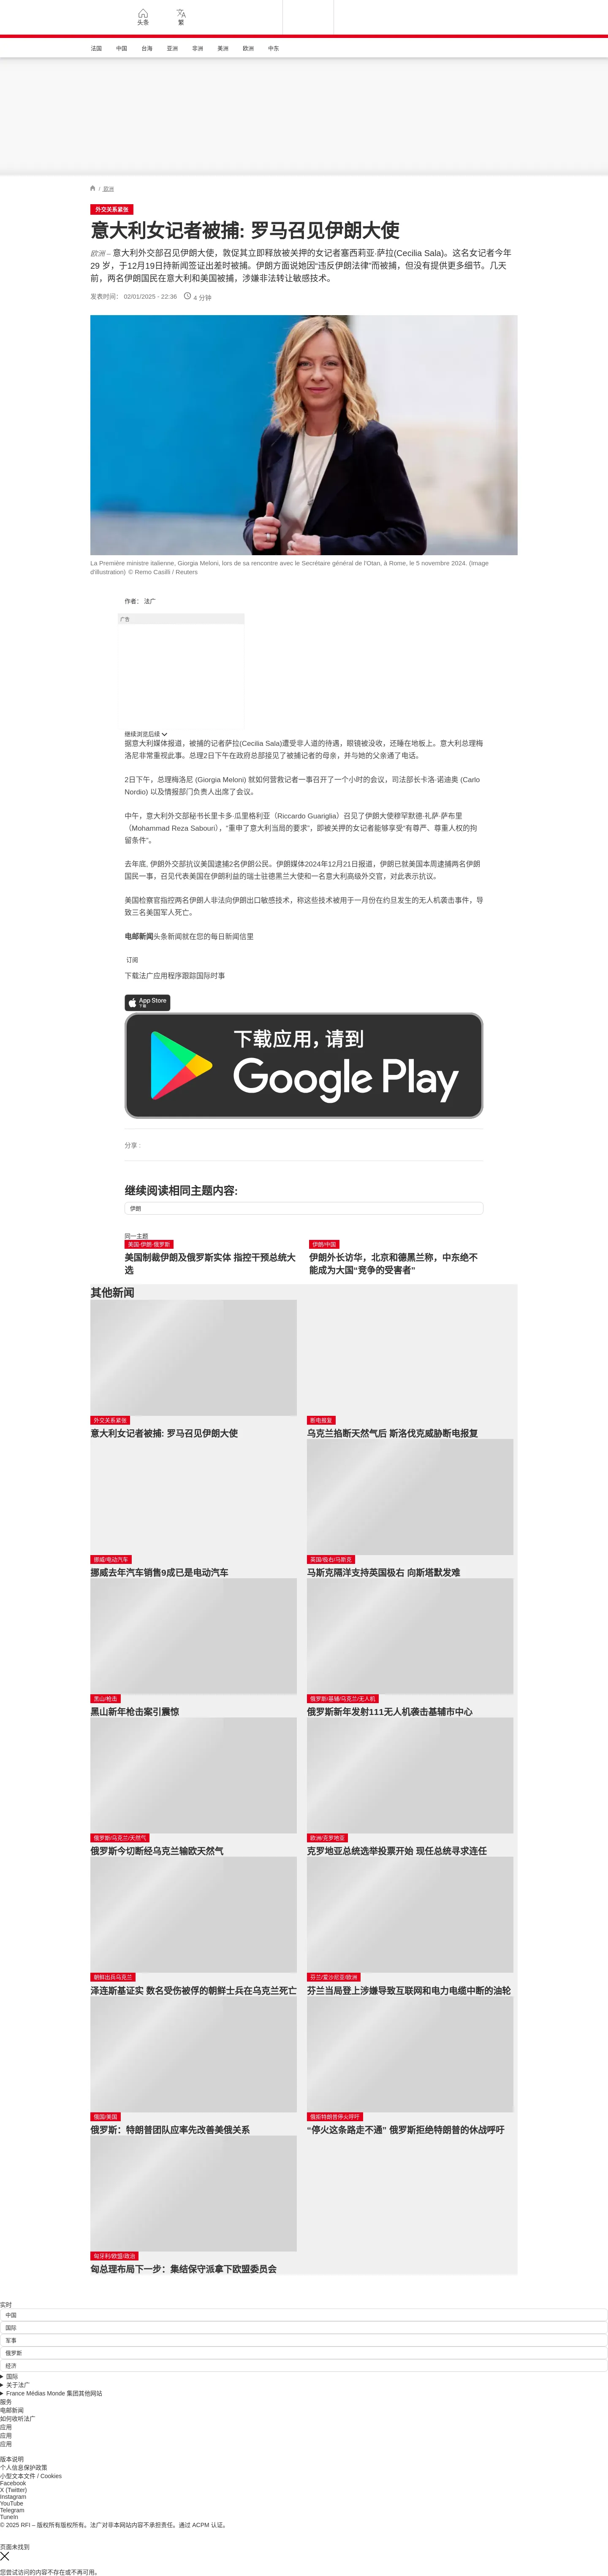 头条
繁
法国 中国 台海 亚洲 非洲 美洲 欧洲 中东
/ 欧洲
外交关系紧张
意大利女记者被捕: 罗马召见伊朗大使
欧洲 – 意大利外交部召见伊朗大使，敦促其立即释放被关押的女记者塞西莉亚·萨拉(Cecilia Sala)。这名女记者今年
29 岁，于12月19日持新闻签证出差时被捕。伊朗方面说她因“违反伊朗法律”而被捕，但没有提供更多细节。几天
前，两名伊朗国民在意大利和美国被捕，涉嫌非法转让敏感技术。
发表时间： 02/01/2025 - 22:36
4 分钟
La Première ministre italienne, Giorgia Meloni, lors de sa rencontre avec le Secrétaire général de l'Otan, à Rome, le 5 novembre 2024. (Image
d'illustration) © Remo Casilli / Reuters
作者： 法广
广告
继续浏览后续
据意大利媒体报道，被捕的记者萨拉(Cecilia Sala)遭受非人道的待遇，眼镜被没收，还睡在地板上。意大利总理梅
洛尼非常重视此事。总理2日下午在政府总部接见了被捕记者的母亲，并与她的父亲通了电话。
2日下午，总理梅洛尼 (Giorgia Meloni) 就如何营救记者一事召开了一个小时的会议，司法部长卡洛·诺迪奥 (Carlo
Nordio) 以及情报部门负责人出席了会议。
中午，意大利外交部秘书长里卡多·瓜里格利亚（Riccardo Guariglia）召见了伊朗大使穆罕默德-礼萨·萨布里
（Mohammad Reza Sabouri），"重申了意大利当局的要求"，即被关押的女记者能够享受“有尊严、尊重人权的拘
留条件”。
去年底, 伊朗外交部抗议美国逮捕2名伊朗公民。伊朗媒体2024年12月21日报道，伊朗已就美国本周逮捕两名伊朗
国民一事，召见代表美国在伊朗利益的瑞士驻德黑兰大使和一名意大利高级外交官，对此表示抗议。
美国检察官指控两名伊朗人非法向伊朗出口敏感技术，称这些技术被用于一月份在约旦发生的无人机袭击事件，导
致三名美国军人死亡。
电邮新闻头条新闻就在您的每日新闻信里
订阅
下载法广应用程序跟踪国际时事
App Store
下载
下载应用，请到
Google Play
分享 :
继续阅读相同主题内容:
伊朗
同一主题
美国-伊朗-俄罗斯
美国制裁伊朗及俄罗斯实体 指控干预总统大
选
伊朗/中国
伊朗外长访华，北京和德黑兰称，中东绝不
能成为大国“竞争的受害者”
其他新闻
外交关系紧张
意大利女记者被捕: 罗马召见伊朗大使
断电报复
乌克兰掐断天然气后 斯洛伐克威胁断电报复
挪威/电动汽车
挪威去年汽车销售9成已是电动汽车
英国/极右/马斯克
马斯克隔洋支持英国极右 向斯塔默发难
黑山/枪击
黑山新年枪击案引震惊
俄罗斯/基辅/乌克兰/无人机
俄罗斯新年发射111无人机袭击基辅市中心
俄罗斯/乌克兰/天然气
俄罗斯今切断经乌克兰输欧天然气
欧洲/克罗地亚
克罗地亚总统选举投票开始 现任总统寻求连任
朝鲜出兵乌克兰
泽连斯基证实 数名受伤被俘的朝鲜士兵在乌克兰死亡
芬兰/爱沙尼亚/欧洲
芬兰当局登上涉嫌导致互联网和电力电缆中断的油轮
俄国/美国
俄罗斯：特朗普团队应率先改善美俄关系
俄拒特朗普停火呼吁
“停火这条路走不通” 俄罗斯拒绝特朗普的休战呼吁
匈牙利/欧盟/政治
匈总理布局下一步：集结保守派拿下欧盟委员会
实时
中国
国际
军事
俄罗斯
经济
国际
关于法广
France Médias Monde 集团其他网站
服务
电邮新闻
如何收听法广
应用
应用
应用
版本说明
个人信息保护政策
小型文本文件 / Cookies
Facebook
X (Twitter)
Instagram
YouTube
Telegram
TuneIn
© 2025 RFI – 版权所有版权所有。法广对非本网站内容不承担责任。通过 ACPM 认证。
页面未找到
您尝试访问的内容不存在或不再可用。